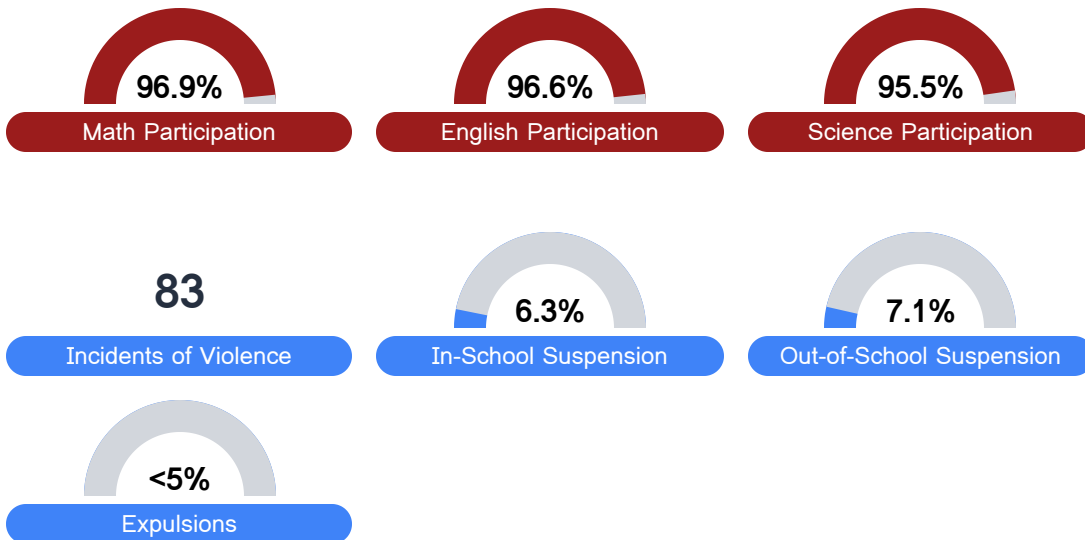 96.9%
Math Participation
96.6%
English Participation
95.5%
Science Participation
83
Incidents of Violence
6.3%
In-School Suspension
7.1%
Out-of-School Suspension
<5%
Expulsions